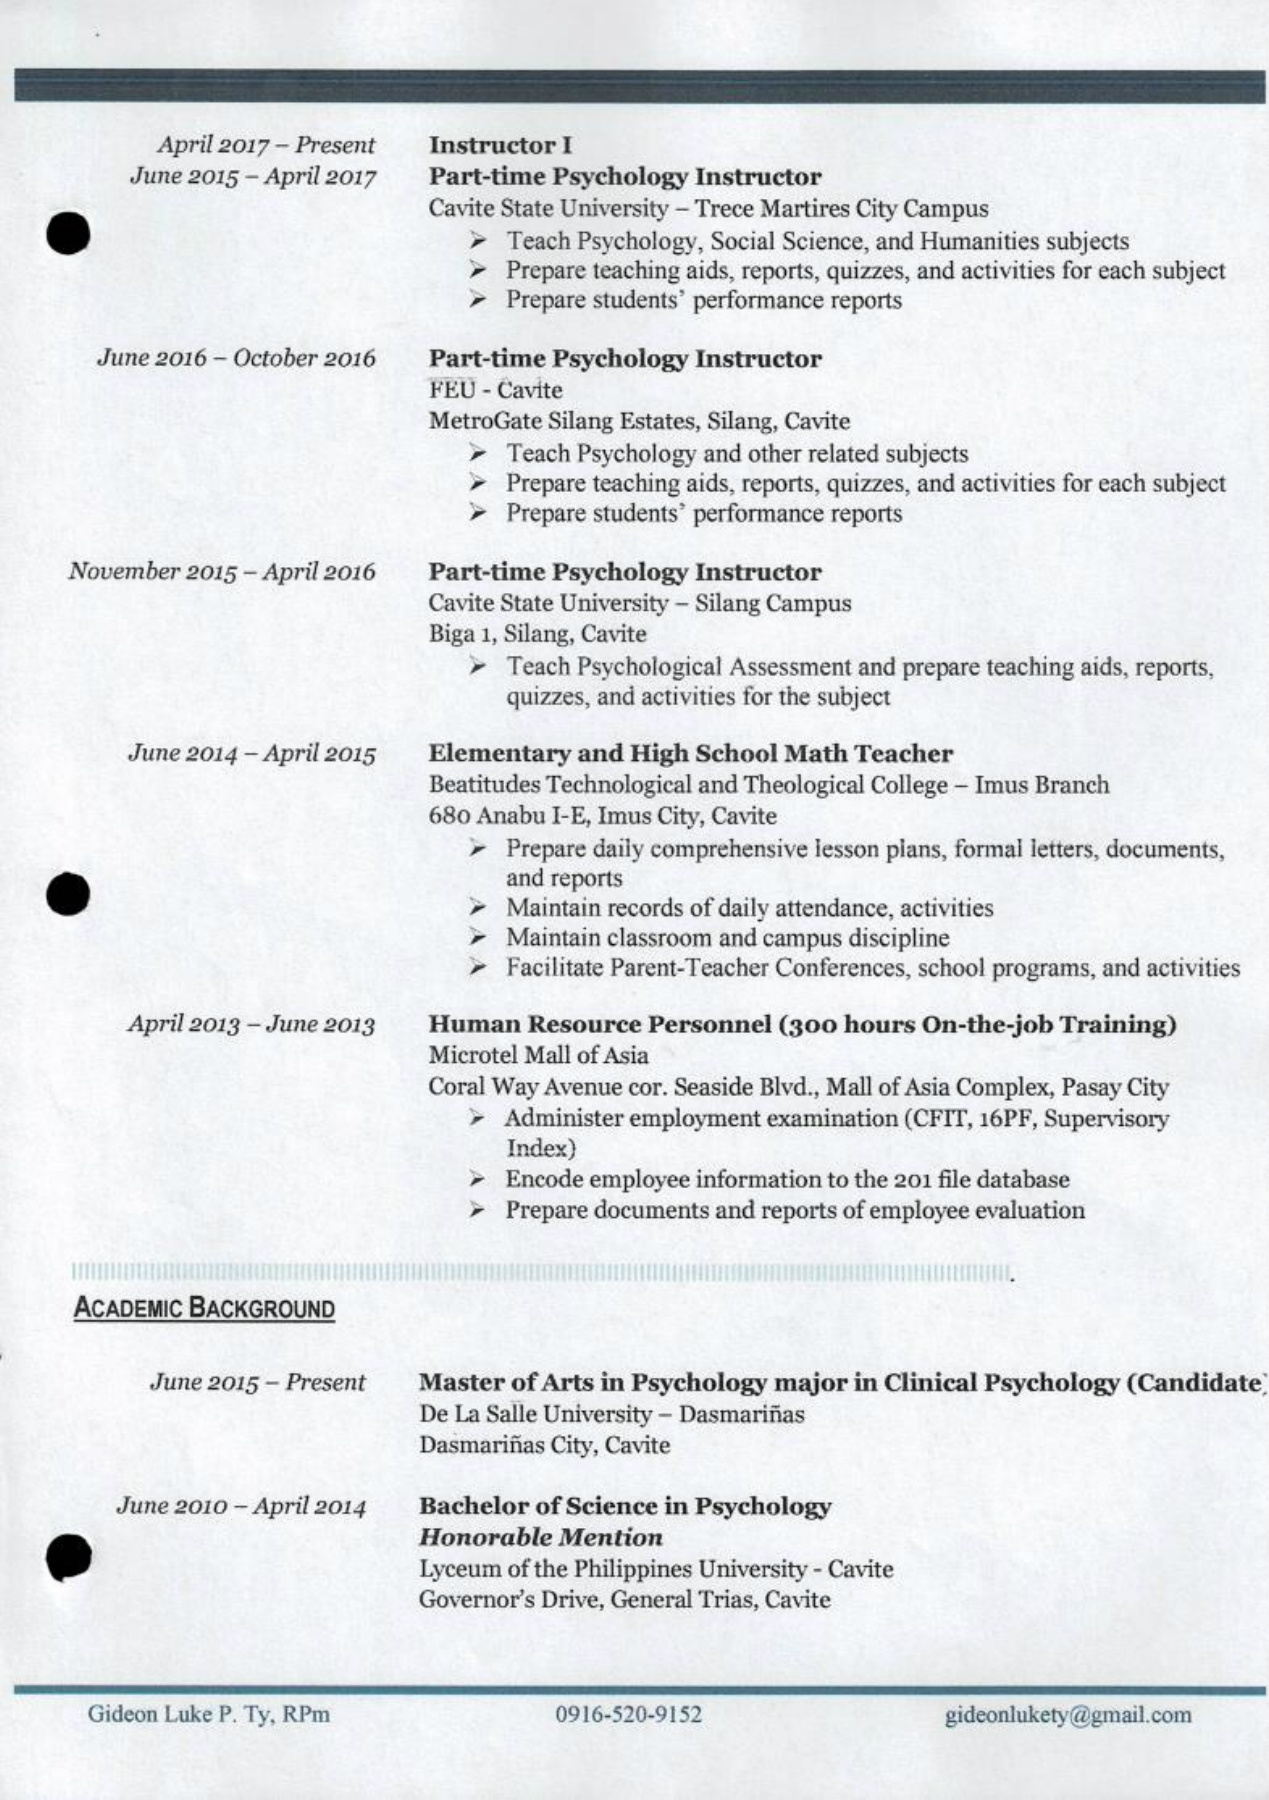 April 2017 – Present Instructor I
June 2015 – April 2017 Part-time Psychology Instructor
Cavite State University – Trece Martires City Campus
➢ Teach Psychology, Social Science, and Humanities subjects
➢ Prepare teaching aids, reports, quizzes, and activities for each subject
➢ Prepare students’ performance reports
June 2016 – October 2016 Part-time Psychology Instructor
FEU - Cavite
MetroGate Silang Estates, Silang, Cavite
➢ Teach Psychology and other related subjects
➢ Prepare teaching aids, reports, quizzes, and activities for each subject
➢ Prepare students’ performance reports
November 2015 – April 2016 Part-time Psychology Instructor
Cavite State University – Silang Campus
Biga 1, Silang, Cavite
➢ Teach Psychological Assessment and prepare teaching aids, reports,
quizzes, and activities for the subject
June 2014 – April 2015 Elementary and High School Math Teacher
Beatitudes Technological and Theological College – Imus Branch
680 Anabu I-E, Imus City, Cavite
➢ Prepare daily comprehensive lesson plans, formal letters, documents,
and reports
➢ Maintain records of daily attendance, activities
➢ Maintain classroom and campus discipline
➢ Facilitate Parent-Teacher Conferences, school programs, and activities
April 2013 – June 2013 Human Resource Personnel (300 hours On-the-job Training)
Microtel Mall of Asia
Coral Way Avenue cor. Seaside Blvd., Mall of Asia Complex, Pasay City
➢ Administer employment examination (CFIT, 16PF, Supervisory
Index)
➢ Encode employee information to the 201 file database
➢ Prepare documents and reports of employee evaluation
ACADEMIC BACKGROUND
June 2015 – Present Master of Arts in Psychology major in Clinical Psychology (Candidate)
De La Salle University – Dasmariñas
Dasmariñas City, Cavite
June 2010 – April 2014 Bachelor of Science in Psychology
Honorable Mention
Lyceum of the Philippines University - Cavite
Governor’s Drive, General Trias, Cavite
Gideon Luke P. Ty, RPm 0916-520-9152 gideonlukety@gmail.com